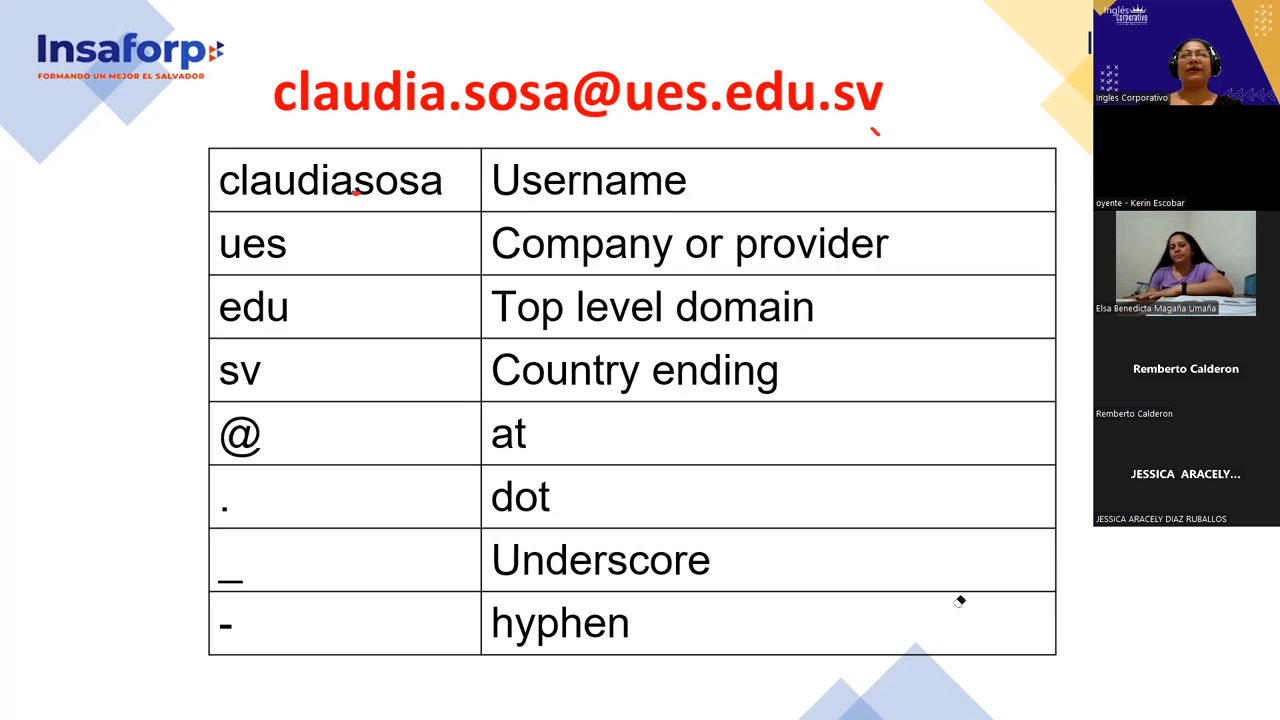 Insaforp
FORMANDO UN MEJOR EL SALVADOR
claudia.sosa@ues.edu.sv
claudiasosa Username
ues Company or provider
edu Top level domain
sv Country ending
@ at
. dot
_ Underscore
- hyphen
Inglés
Corporativo
Ingles Corporativo
oyente - Kerin Escobar
Elsa Benedicta Magaña Umaña
Remberto Calderon
Remberto Calderon
JESSICA ARACELY...
JESSICA ARACELY DIAZ RUBALLOS